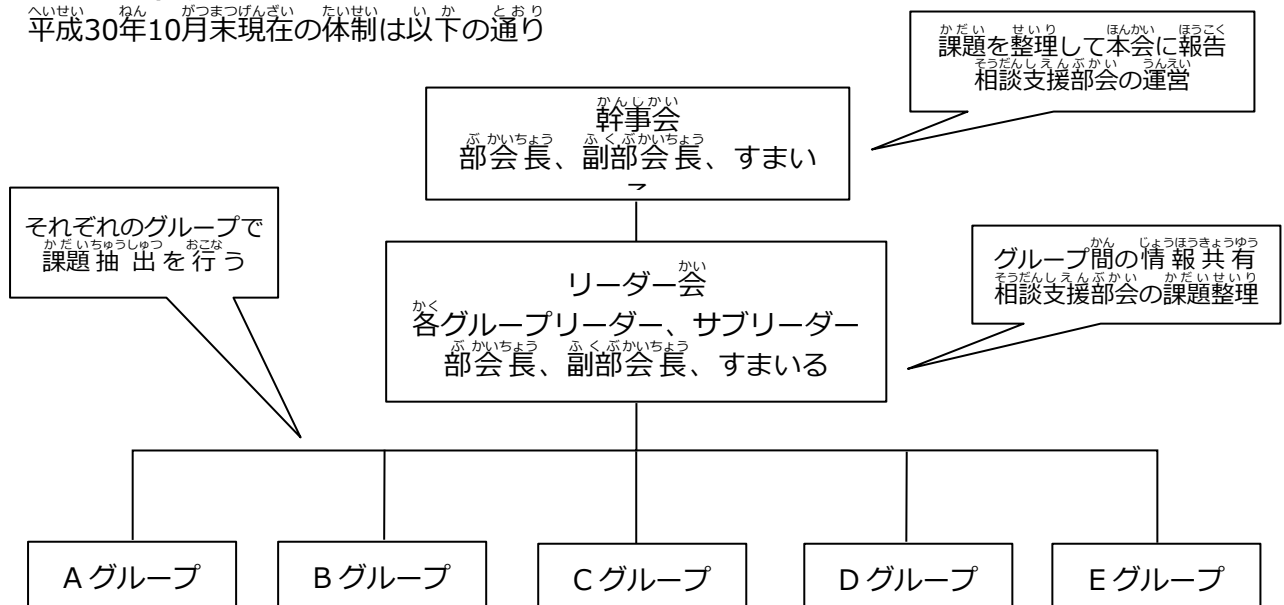 平成30年10月末現在の体制は以下の通り
課題を整理して本会に報告
相談支援部会の運営
幹事会
部会長、副部会長、すまい
それぞれのグループで
課題抽出を行う
リーダー会
各グループリーダー、サブリーダー
部会長、副部会長、すまいる
グループ間の情報共有
相談支援部会の課題整理
Aグループ
Bグループ
Cグループ
Dグループ
Eグループ